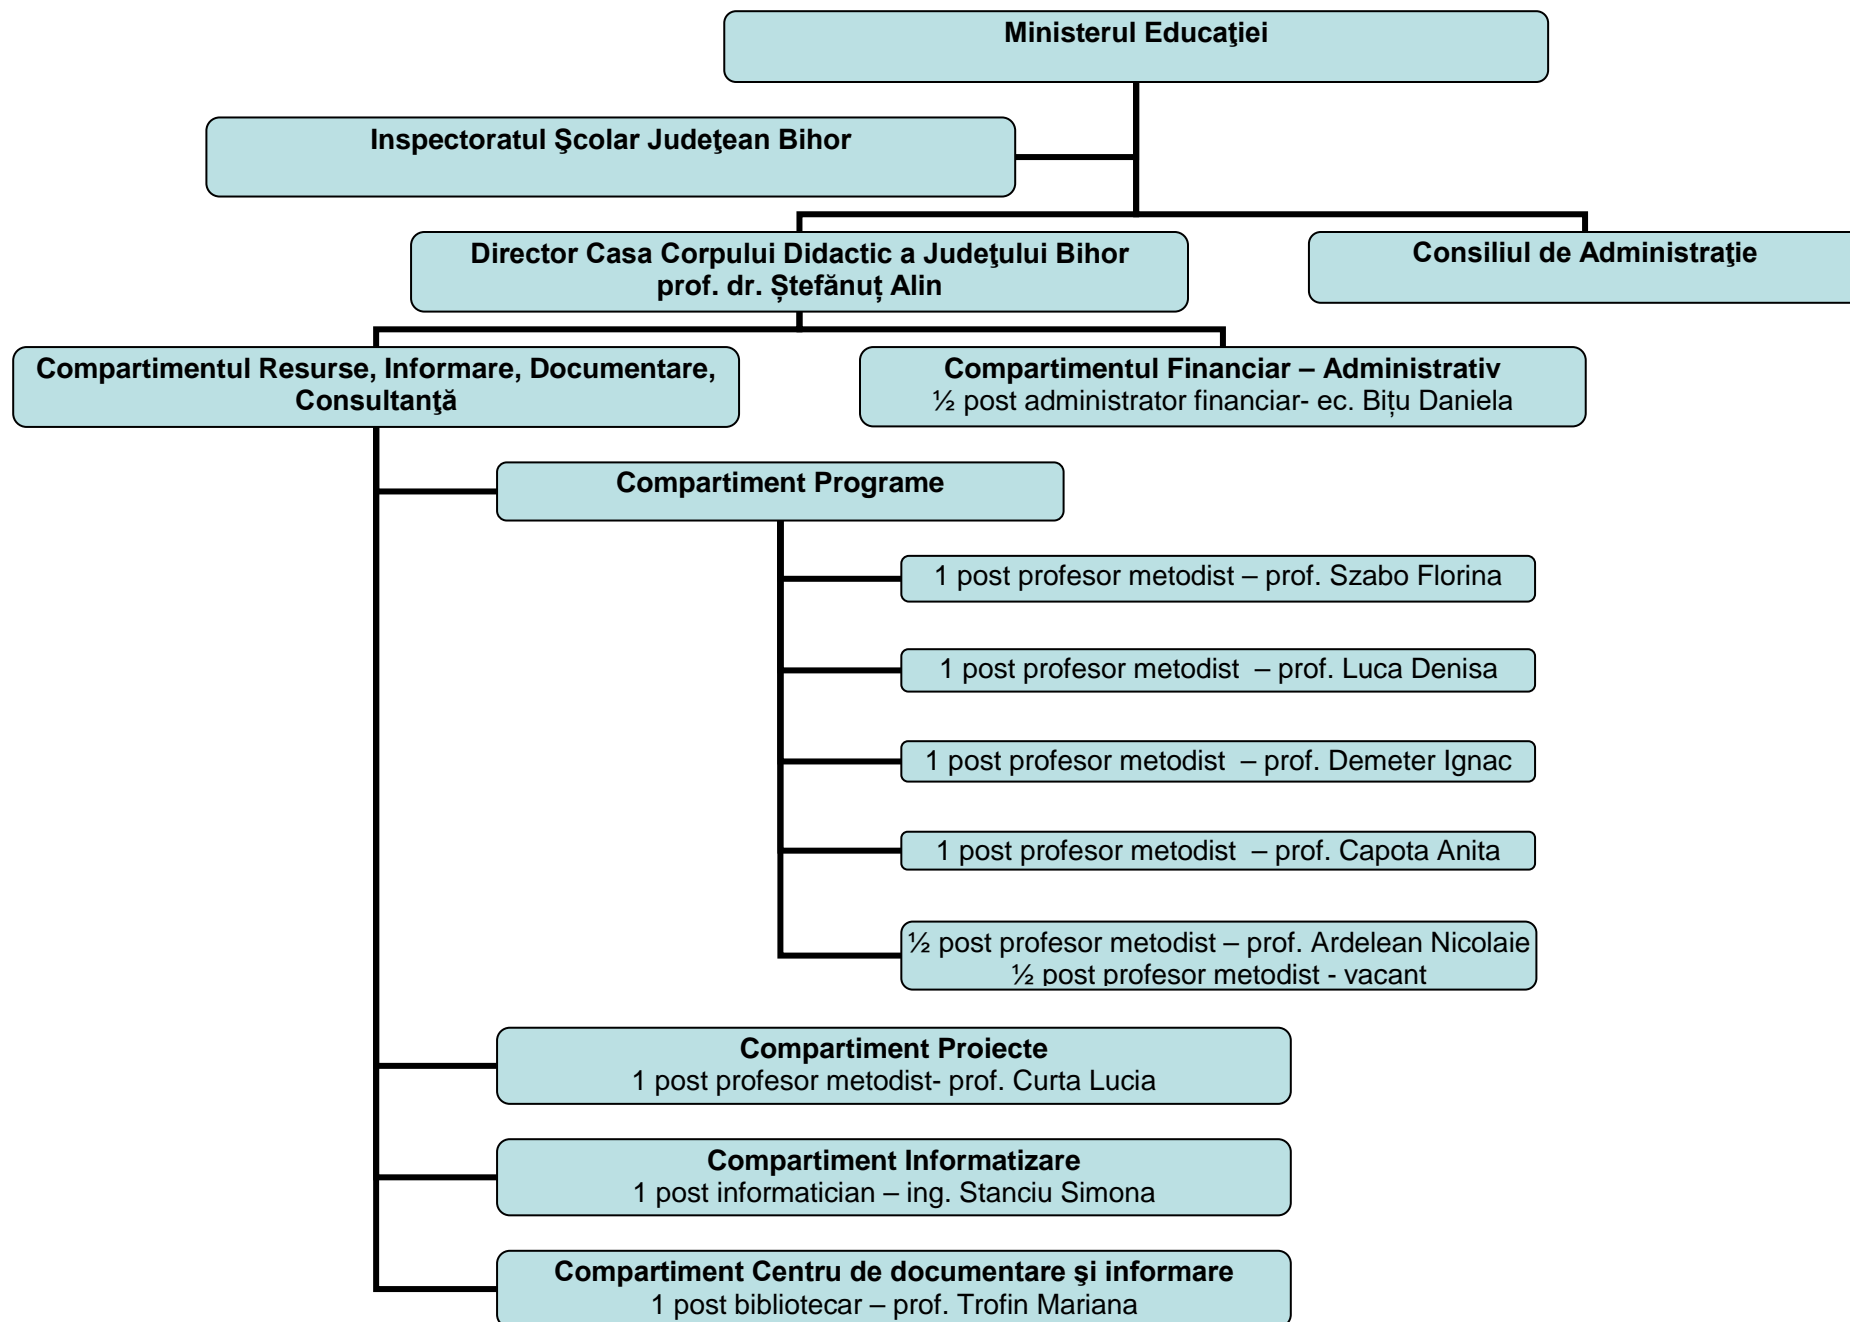 Ministerul Educaţiei
Inspectoratul Şcolar Judeţean Bihor
Director Casa Corpului Didactic a Judeţului Bihor
prof. dr. Ștefănuț Alin
Consiliul de Administraţie
Compartimentul Resurse, Informare, Documentare,
Consultanţă
Compartimentul Financiar – Administrativ
½ post administrator financiar- ec. Bițu Daniela
Compartiment Programe
1 post profesor metodist – prof. Szabo Florina
1 post profesor metodist  – prof. Luca Denisa
1 post profesor metodist  – prof. Demeter Ignac
1 post profesor metodist  – prof. Capota Anita
½ post profesor metodist – prof. Ardelean Nicolaie
½ post profesor metodist - vacant
Compartiment Proiecte
1 post profesor metodist- prof. Curta Lucia
Compartiment Informatizare
1 post informatician – ing. Stanciu Simona
Compartiment Centru de documentare şi informare
1 post bibliotecar – prof. Trofin Mariana